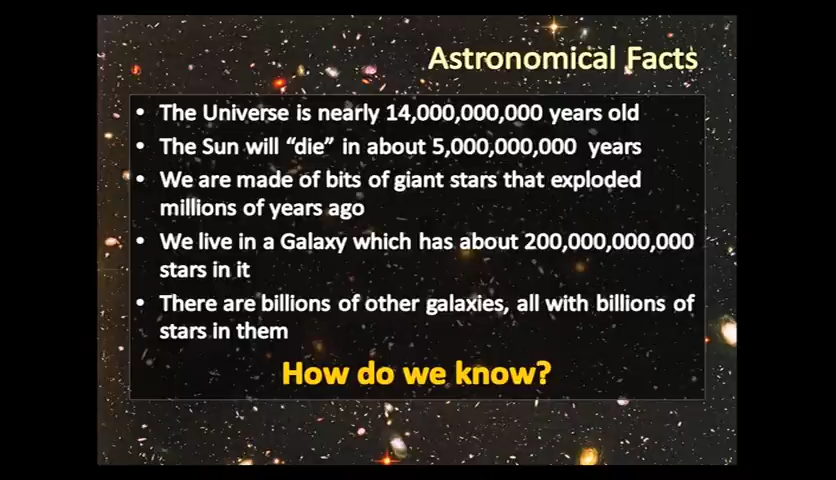 Astronomical Facts
• The Universe is nearly 14,000,000,000 years old
• The Sun will “die” in about 5,000,000,000 years
• We are made of bits of giant stars that exploded
millions of years ago
• We live in a Galaxy which has about 200,000,000,000
stars in it
• There are billions of other galaxies, all with billions of
stars in them
How do we know?